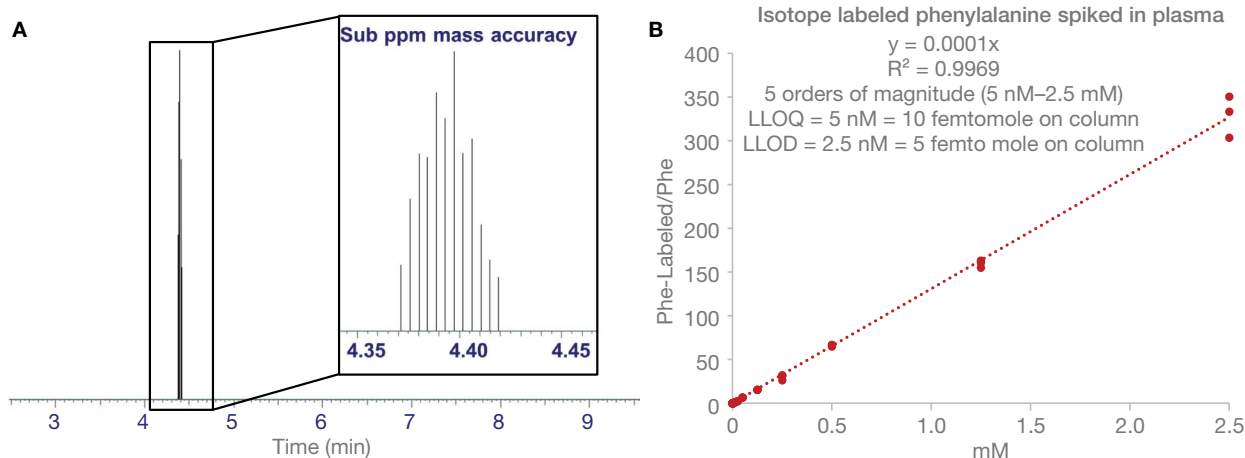 A
Sub ppm mass accuracy
4.35 4.40 4.45
3 4 5 6 7 8 9
Time (min)
B
Isotope labeled phenylalanine spiked in plasma
y = 0.0001x
R² = 0.9969
5 orders of magnitude (5 nM–2.5 mM)
LLOQ = 5 nM = 10 femtomole on column
LLOD = 2.5 nM = 5 femto mole on column
Phe-Labeled/Phe
400
350
300
250
200
150
100
50
0
0 0.5 1.0 1.5 2.0 2.5
mM